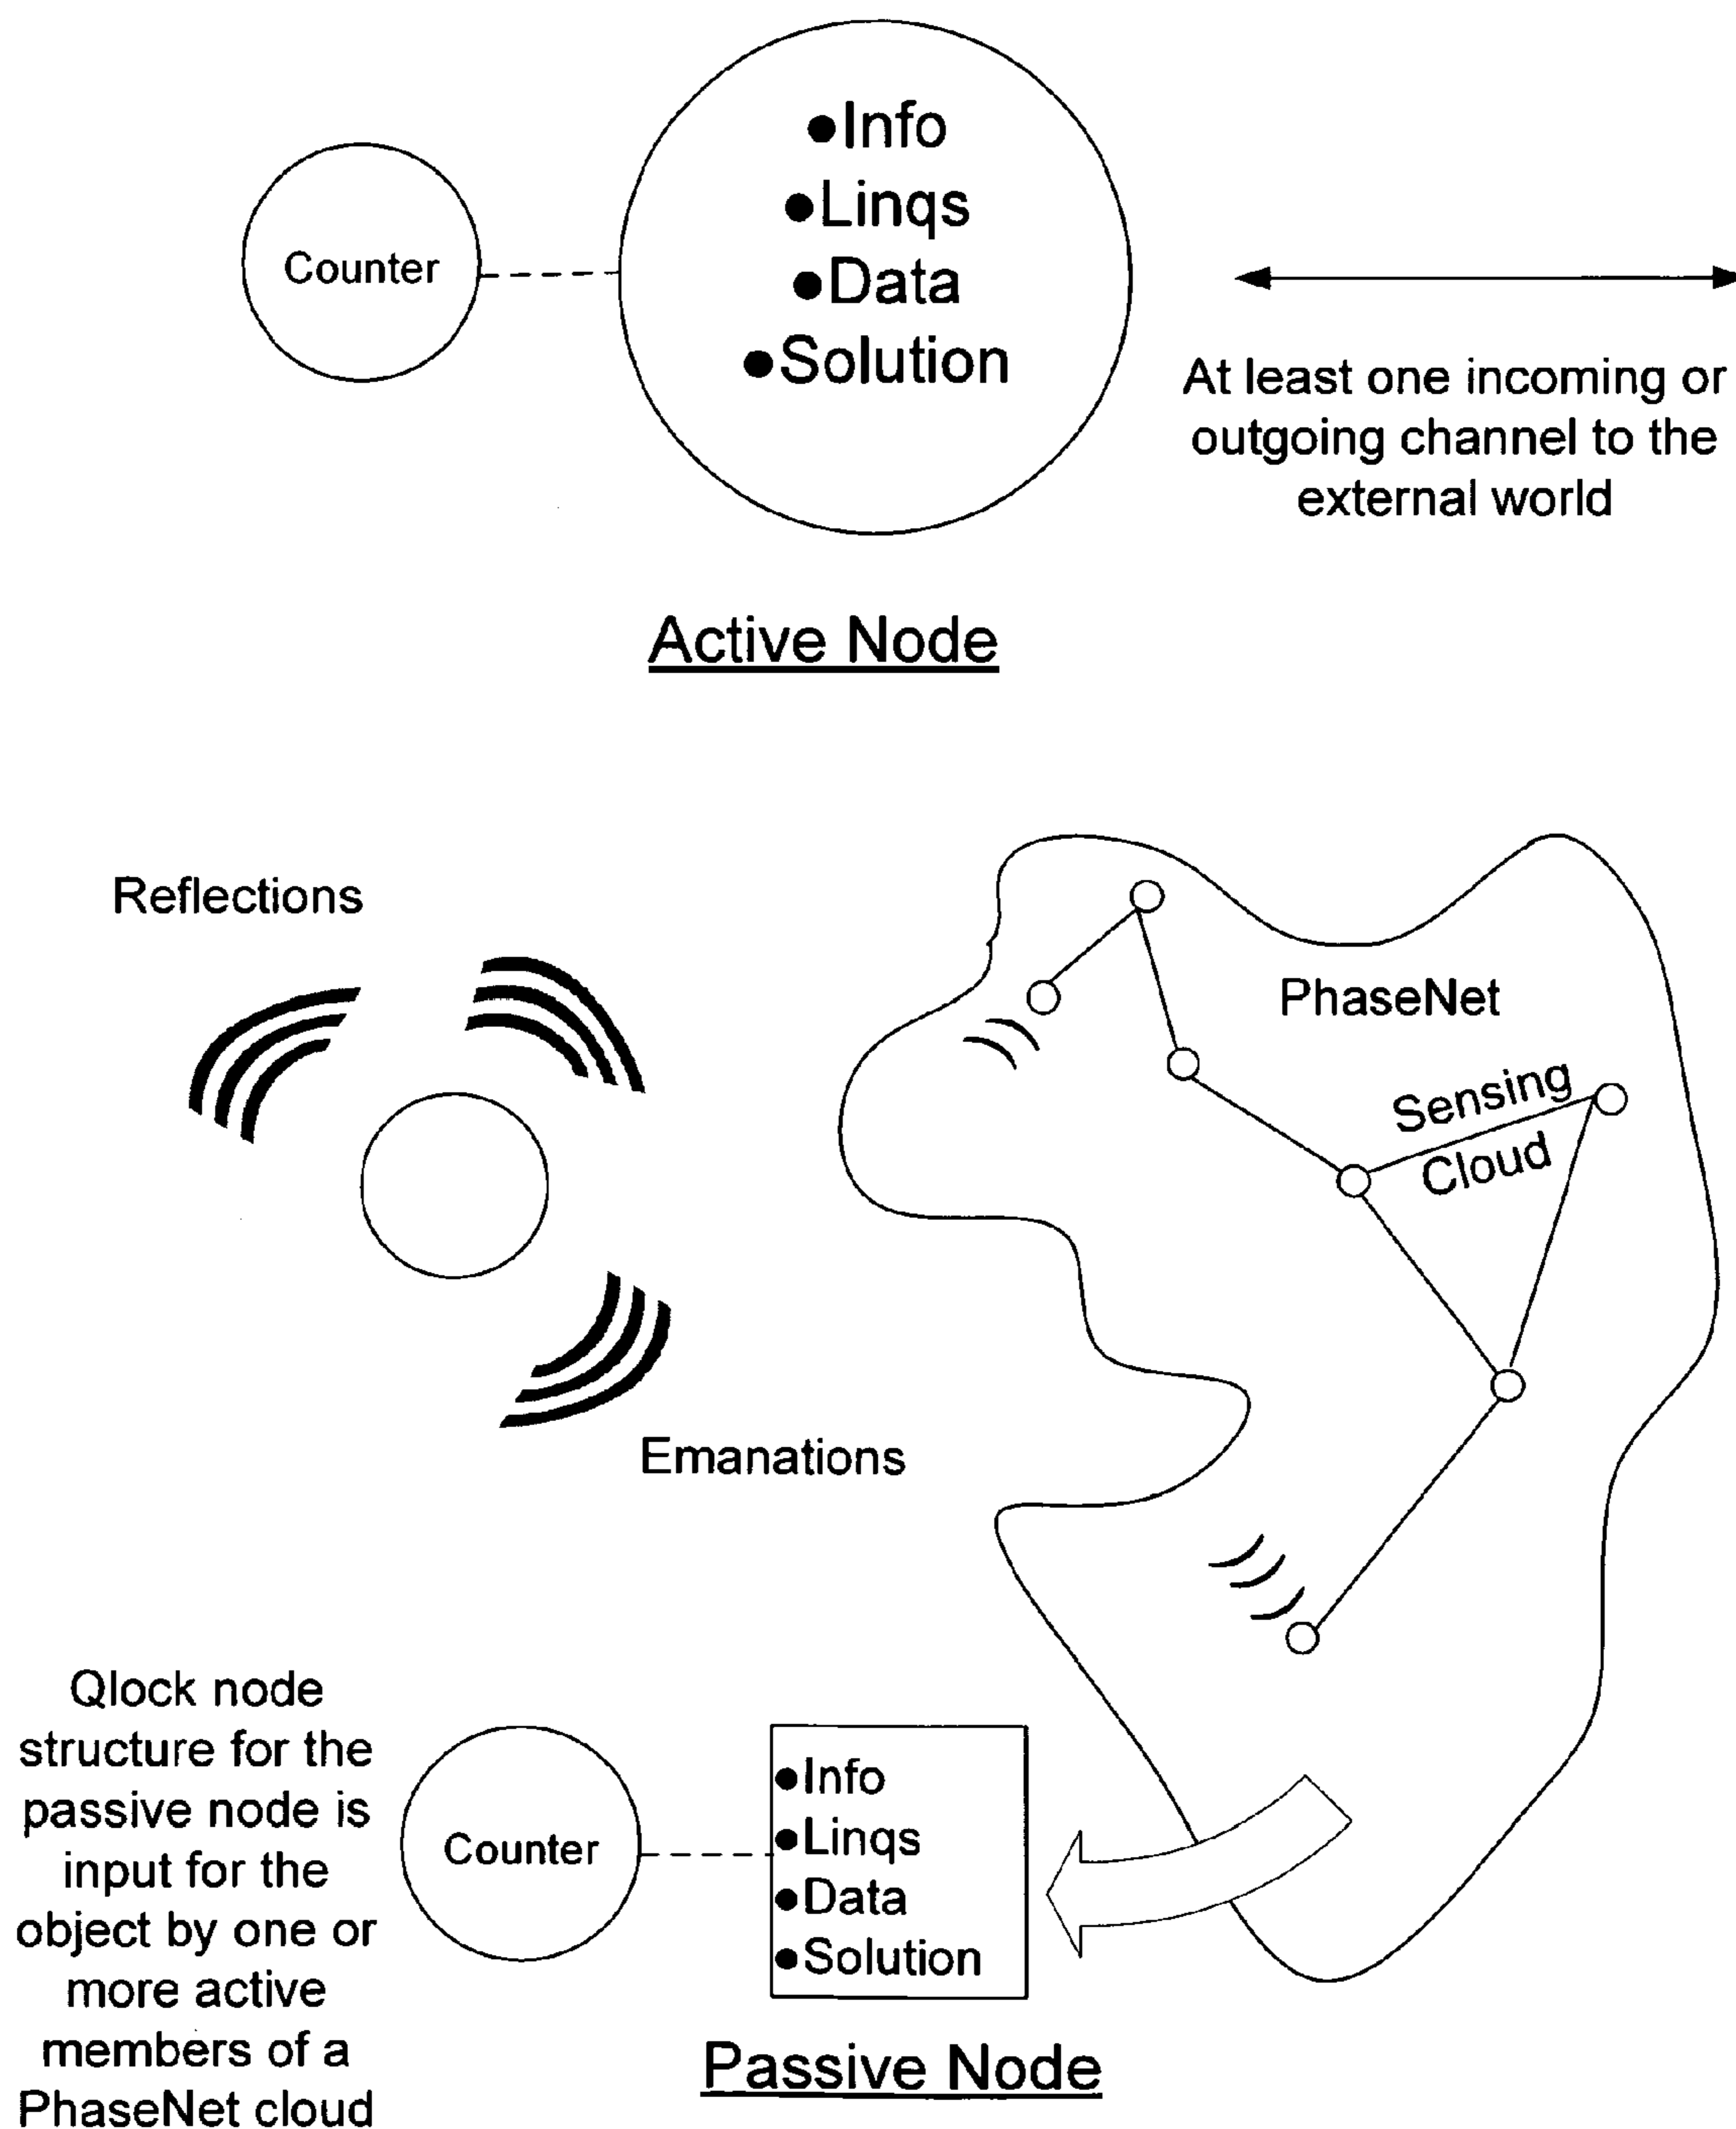 ●Info
●Linqs
●Data
●Solution
Counter
At least one incoming or
outgoing channel to the
external world
Active Node
Reflections
PhaseNet
Sensing
Cloud
Emanations
Qlock node
structure for the
passive node is
input for the
object by one or
more active
members of a
PhaseNet cloud
Counter
●Info
●Linqs
●Data
●Solution
Passive Node